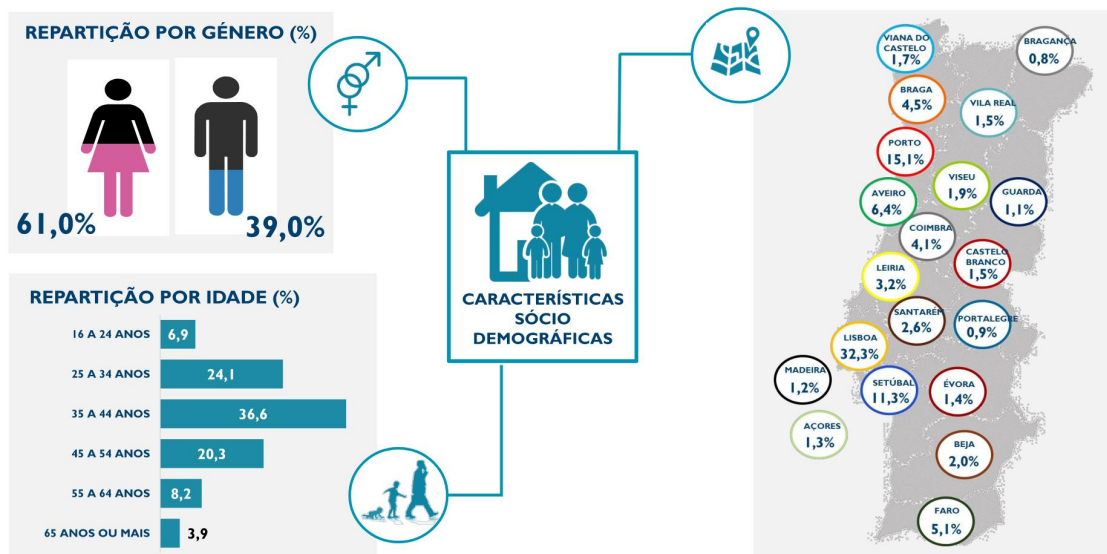 REPARTIÇÃO POR GÉNERO (%)
61,0%
39,0%
REPARTIÇÃO POR IDADE (%)
16 A 24 ANOS 6,9
25 A 34 ANOS 24,1
35 A 44 ANOS 36,6
45 A 54 ANOS 20,3
55 A 64 ANOS 8,2
65 ANOS OU MAIS 3,9
CARACTERÍSTÍSICAS
SÓCIO
DEMOGRÁFICAS
VIANA DO
CASTELO
1,7%
BRAGANÇA
0,8%
BRAGA
4,5%
VILA REAL
1,5%
PORTO
15,1%
VISEU
1,9%
AVEIRO
6,4%
GUARDA
1,1%
COIMBRA
4,1%
CASTELO
BRANCO
1,5%
LEIRIA
3,2%
SANTARÉM
2,6%
PORTALEGRE
0,9%
LISBOA
32,3%
MADEIRA
1,2%
SETÚBAL
11,3%
ÉVORA
1,4%
AÇORES
1,3%
BEJA
2,0%
FARO
5,1%